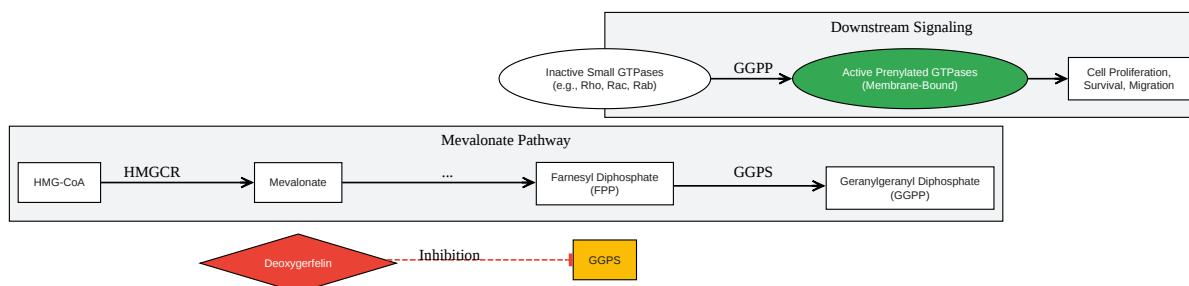 Downstream Signaling
Inactive Small GTPases
(e.g., Rho, Rac, Rab)
GGPP
Active Prenylated GTPases
(Membrane-Bound)
Cell Proliferation,
Survival, Migration
Mevalonate Pathway
HMG-CoA
HMGCR
Mevalonate
...
Farnesyl Diphosphate
(FPP)
GGPS
Geranylgeranyl Diphosphate
(GGPP)
Deoxygerfelin
Inhibition
GGPS